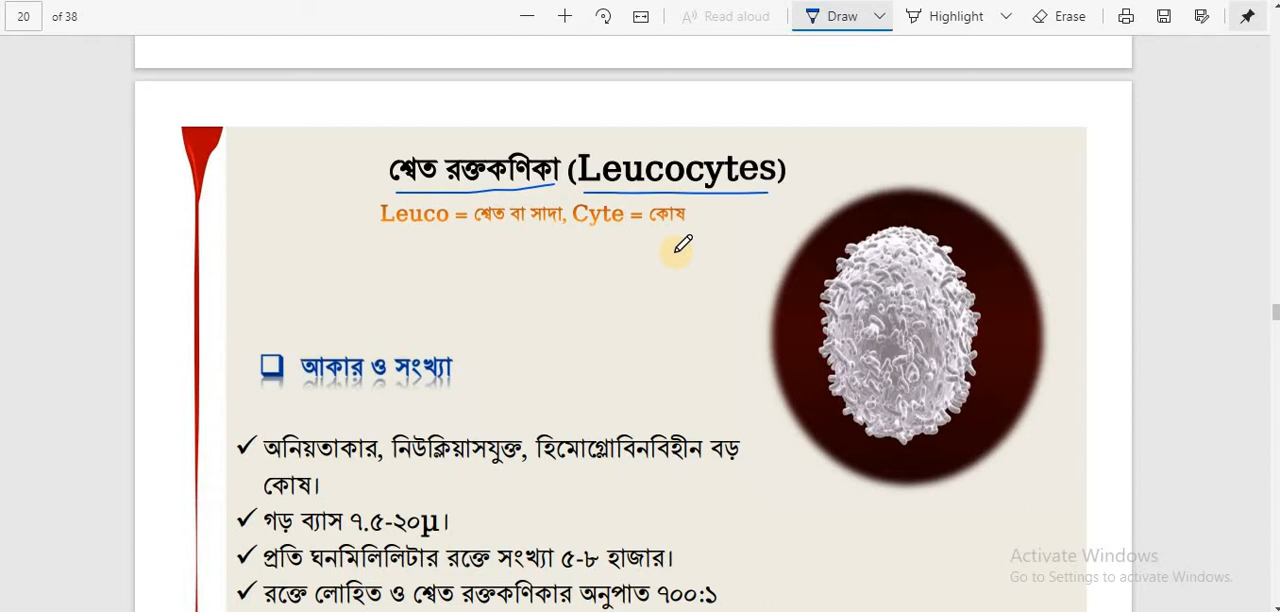 20 of 38 Read aloud Draw Highlight Erase
শ্বেত রক্তকণিকা (Leucocytes)
Leuco = শ্বেত বা সাদা, Cyte = কোষ
আকার ও সংখ্যা
✓ অনিয়তাকার, নিউক্লিয়াসযুক্ত, হিমোগ্লোবিনবিহীন বড়
কোষ।
✓ গড় ব্যাস ৭.৫-২০µ।
✓ প্রতি ঘনমিলিলিটার রক্তে সংখ্যা ৫-৮ হাজার।
✓ রক্তে লোহিত ও শ্বেত রক্তকণিকার অনুপাত ৭০০:১
Activate Windows
Go to Settings to activate Windows.